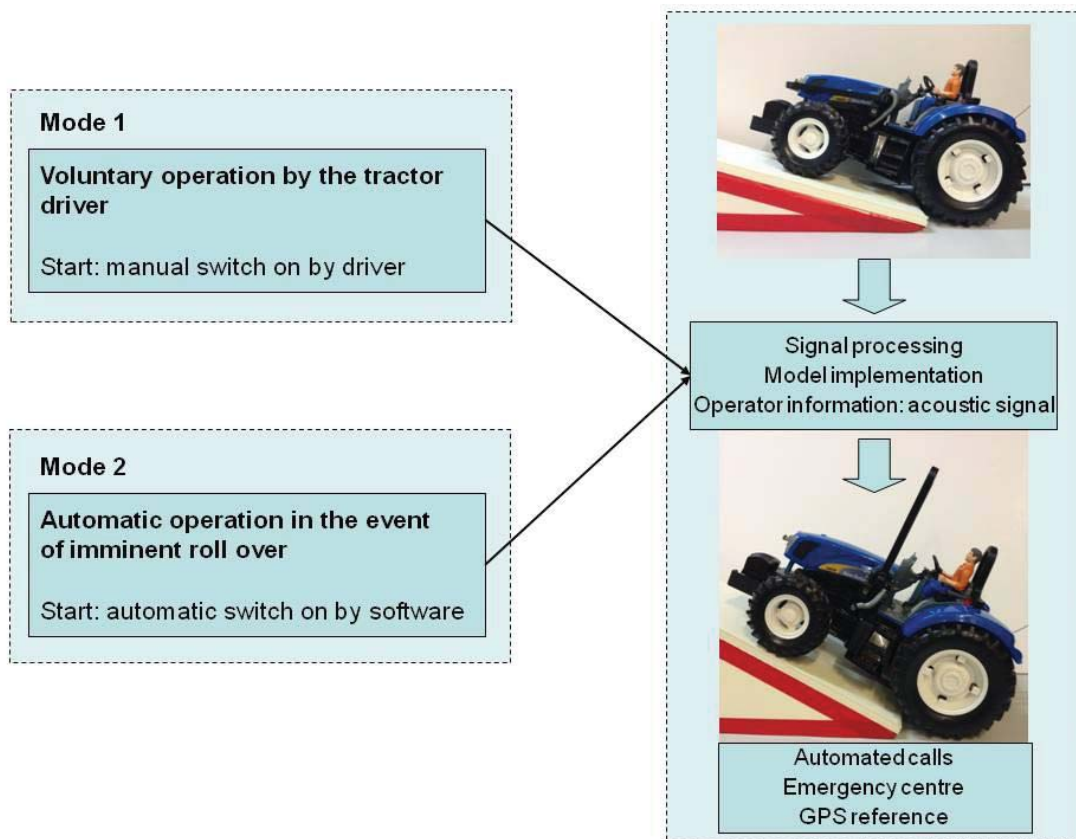 Mode 1
Voluntary operation by the tractor
driver
Start: manual switch on by driver
Mode 2
Automatic operation in the event
of imminent roll over
Start: automatic switch on by software
Signal processing
Model implementation
Operator information: acoustic signal
Automated calls
Emergency centre
GPS reference